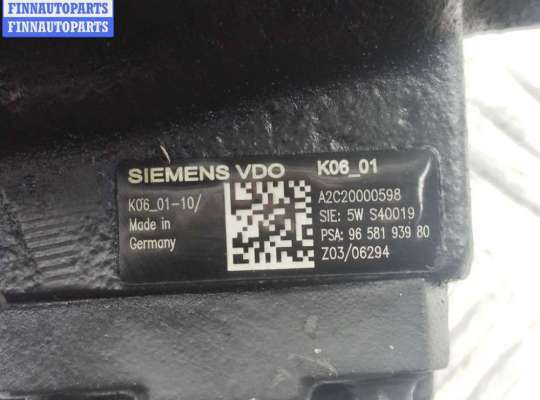 FINNAUTOPARTS
FINNAUTOPARTS
SIEMENS VDO K06_01
K06_01-10/
Made in
Germany
A2C20000598
SIE: 5W S40019
PSA: 96 581 939 80
Z03/06294